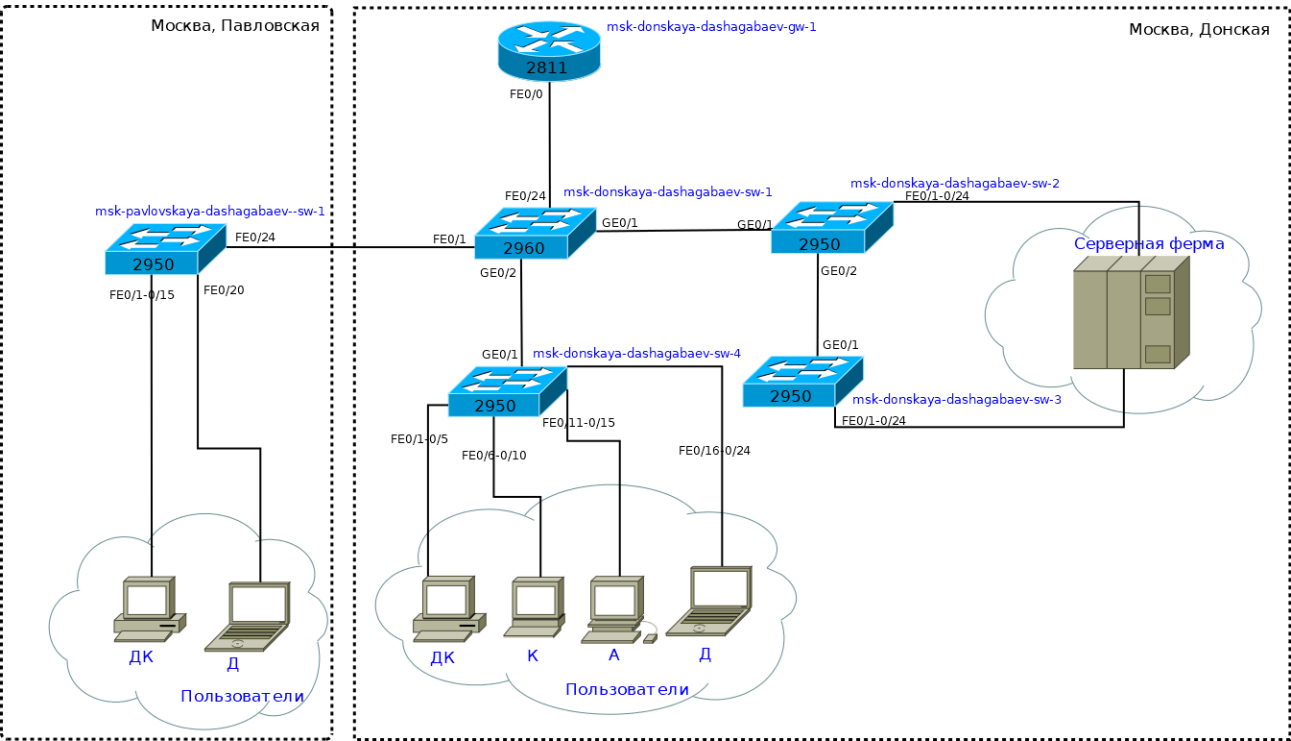 Москва, Павловская
Москва, Донская
msk-donskaya-dashagabaev-gw-1
2811
FE0/0
FE0/24
msk-donskaya-dashagabaev-sw-1
msk-donskaya-dashagabaev-sw-2
FE0/1-0/24
msk-pavlovskaya-dashagabaev--sw-1
FE0/24
FE0/1
2960
GE0/1
GE0/1
2950
Серверная ферма
2950
GE0/2
GE0/2
FE0/1-0/15
FE0/20
GE0/1
msk-donskaya-dashagabaev-sw-4
GE0/1
2950
2950
msk-donskaya-dashagabaev-sw-3
FE0/1-0/24
FE0/1-0/5
FE0/6-0/10
FE0/11-0/15
FE0/16-0/24
ДК
Д
Пользователи
ДК
К
А
Д
Пользователи